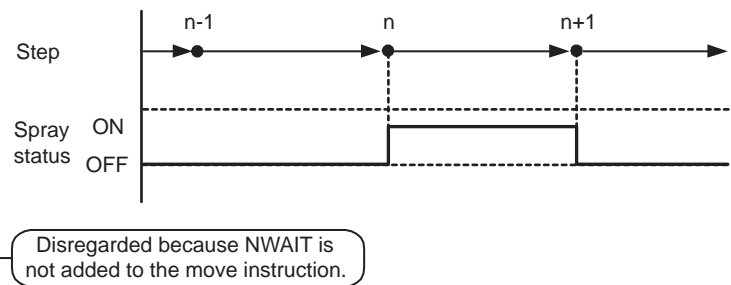 n-1 n n+1
Step
Spray status ON
OFF
Disregarded because NWAIT is
not added to the move instruction.